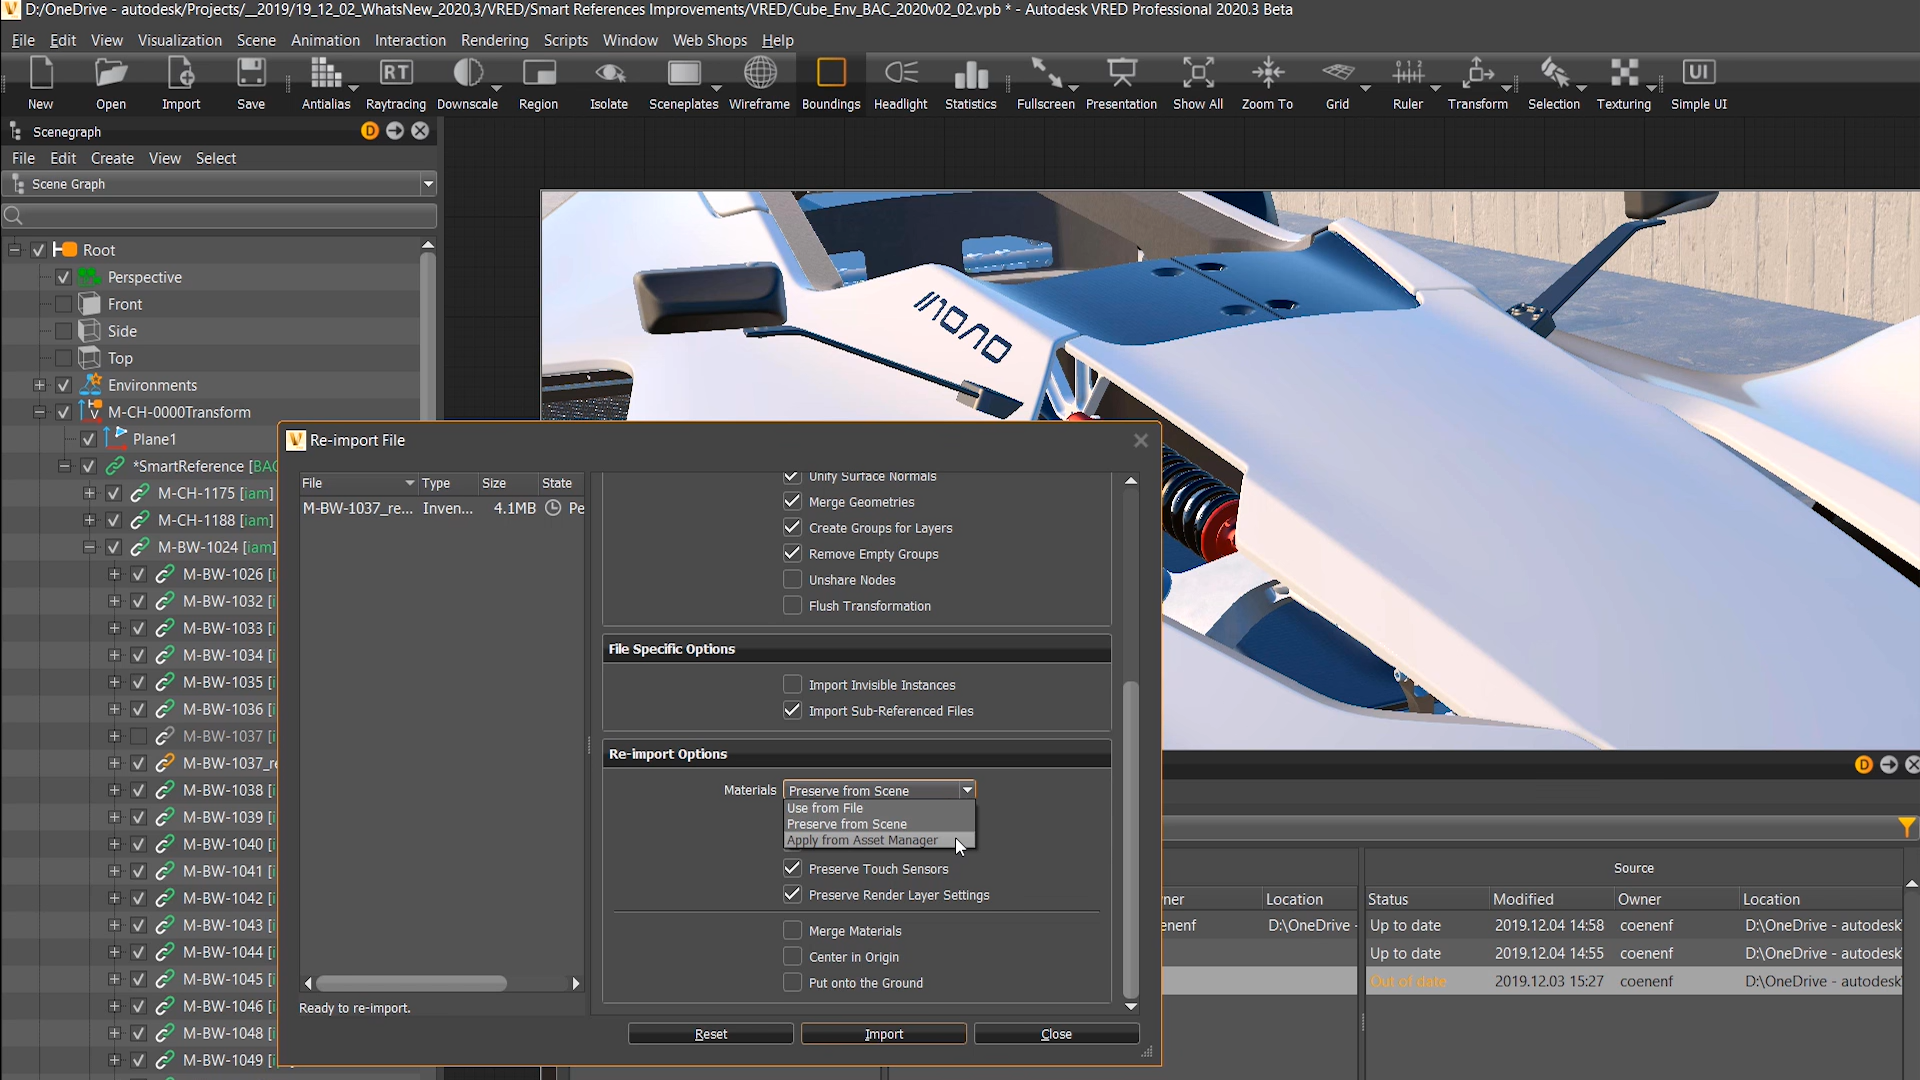 D:/OneDrive - autodesk/Projects/__2019/19_12_02_WhatsNew_2020,3/VRED/Smart References Improvements/VRED/Cube_Env_BAC_2020v02_02.vpb * - Autodesk VRED Professional 2020.3 Beta
File Edit View Visualization Scene Animation Interaction Rendering Scripts Window Web Shops Help
RT UI
New Open Import Save Antialias Raytracing Downscale Region Isolate Sceneplates Wireframe Boundings Headlight Statistics Fullscreen Presentation Show All Zoom To Grid Ruler Transform Selection Texturing Simple UI
Scenegraph D
File Edit Create View Select
Scene Graph
Root
Perspective
Front
Side
Top
Environments
M-CH-0000Transform
Plane1
*SmartReference [BAC
M-CH-1175 [iam]
M-CH-1188 [iam]
M-BW-1024 [iam]
M-BW-1026 [i
M-BW-1032 [i
M-BW-1033 [i
M-BW-1034 [i
M-BW-1035 [i
M-BW-1036 [i
M-BW-1037 [i
M-BW-1037_re
M-BW-1038 [i
M-BW-1039 [i
M-BW-1040 [i
M-BW-1041 [i
M-BW-1042 [i
M-BW-1043 [i
M-BW-1044 [i
M-BW-1045 [i
M-BW-1046 [i
M-BW-1048 [i
M-BW-1049 [i
MONO
Re-import File
File Type Size State
M-BW-1037_re... Inven... 4.1MB Pe
Ready to re-import.
Unify Surface Normals
Merge Geometries
Create Groups for Layers
Remove Empty Groups
Unshare Nodes
Flush Transformation
File Specific Options
Import Invisible Instances
Import Sub-Referenced Files
Re-import Options
Materials Preserve from Scene
Use from File
Preserve from Scene
Apply from Asset Manager
Preserve Touch Sensors
Preserve Render Layer Settings
Merge Materials
Center in Origin
Put onto the Ground
Reset Import Close
D
Source
ner Location Status Modified Owner Location
enenf D:\OneDrive - Up to date 2019.12.04 14:58 coenenf D:\OneDrive - autodesk\
Up to date 2019.12.04 14:55 coenenf D:\OneDrive - autodesk\
Out of date 2019.12.03 15:27 coenenf D:\OneDrive - autodesk\